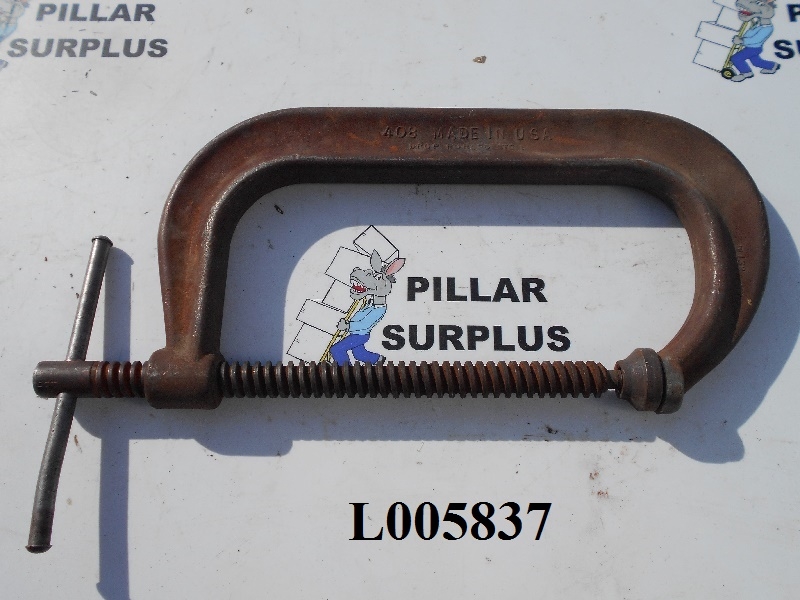 PILLAR
SURPLUS
408 MADE IN USA
PILLAR
SURPLUS
L005837